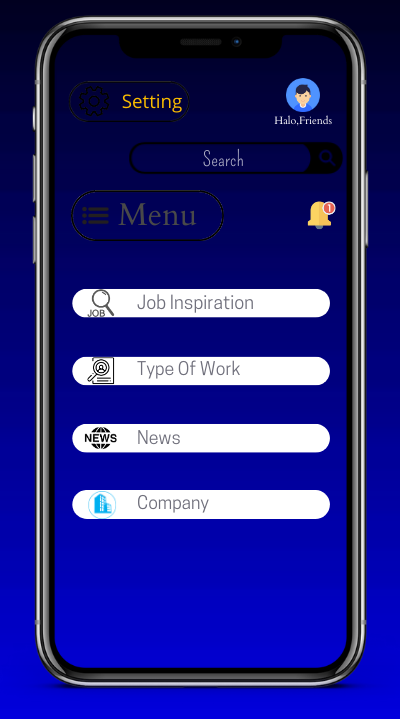 Setting
Halo,Friends
Search
Menu
1
JOB
Job Inspiration
Type Of Work
NEWS
News
Company